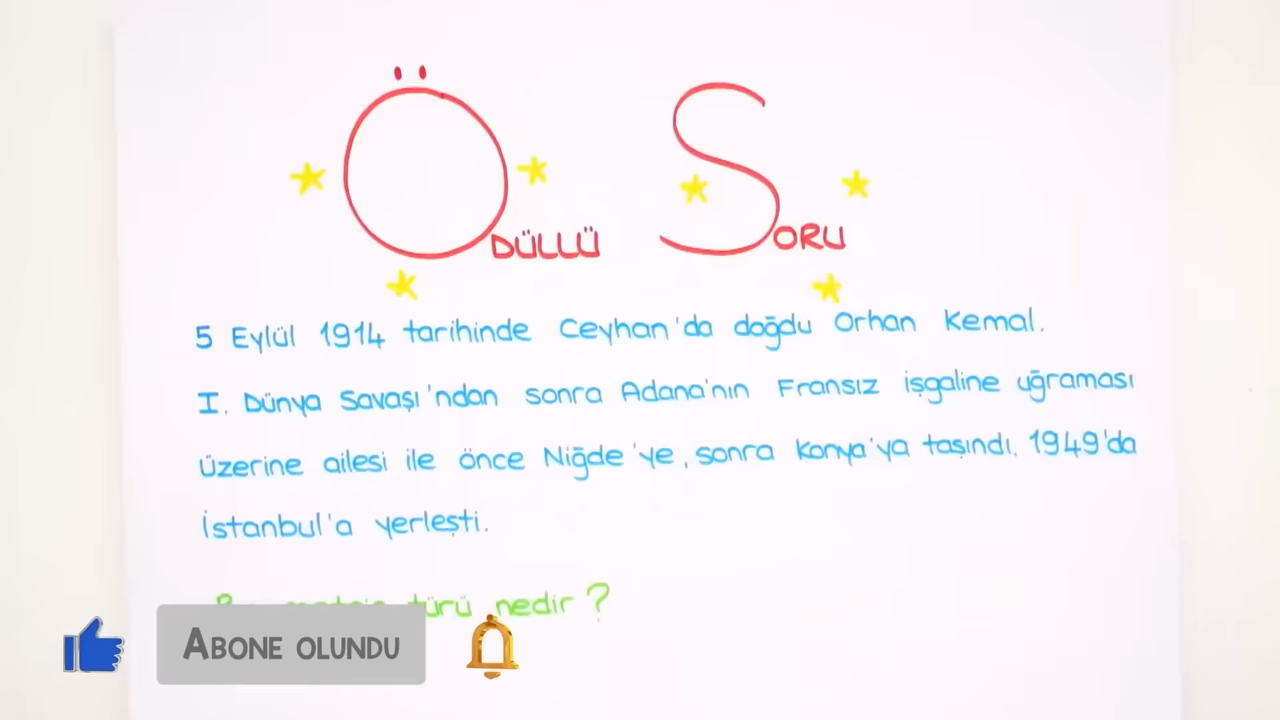 ÖDÜLLÜ SORU
5 Eylül 1914 tarihinde Ceyhan'da doğdu Orhan Kemal.
I. Dünya Savaşı'ndan sonra Adana'nın Fransız işgaline uğraması
üzerine ailesi ile önce Niğde'ye, sonra Konya'ya taşındı. 1949'da
İstanbul'a yerleşti.
türü nedir?
ABONE OLUNDU